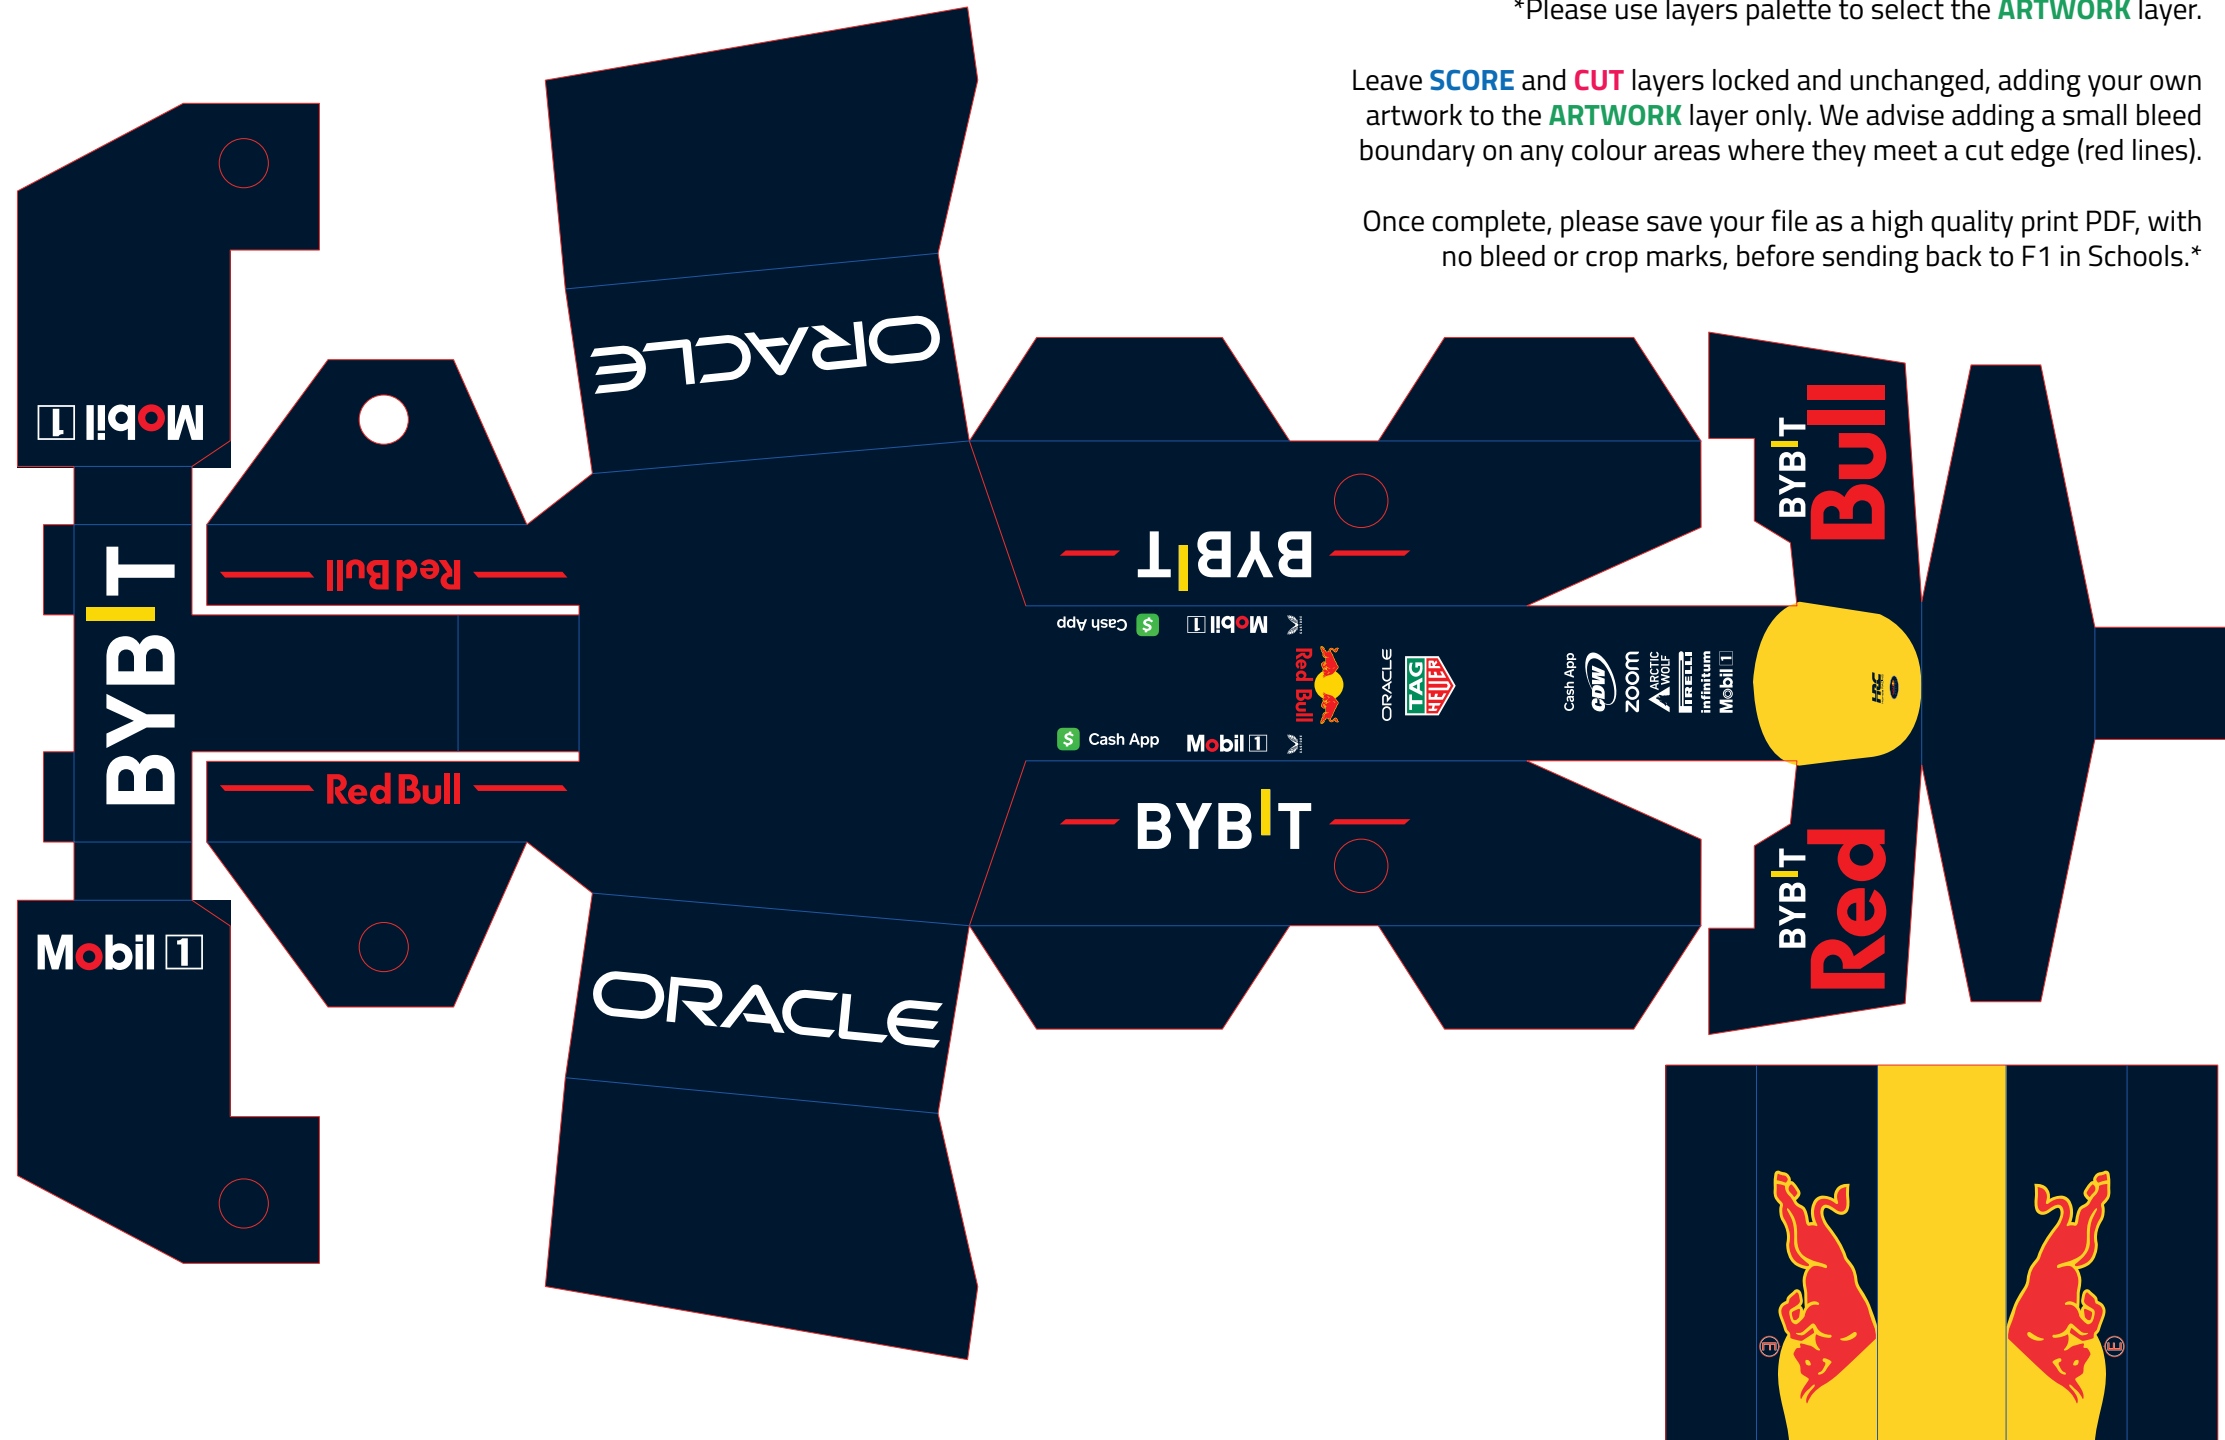 *Please use layers palette to select the ARTWORK layer.
Leave SCORE and CUT layers locked and unchanged, adding your own
artwork to the ARTWORK layer only. We advise adding a small bleed
boundary on any colour areas where they meet a cut edge (red lines).
Once complete, please save your file as a high quality print PDF, with
no bleed or crop marks, before sending back to F1 in Schools.*
ORACLE
Mobil 1
BYBIT
Bull
BYBIT
Red Bull
BYBIT
Cash App
Mobil 1
Red Bull
ORACLE
TAG
HEUER
Cash App
CDW
zoom
ARCTIC
WOLF
PIRELLI
infinitum
Mobil 1
HRC
Cash App
Mobil 1
Red Bull
BYBIT
BYBIT
Red
Mobil 1
ORACLE
E
E